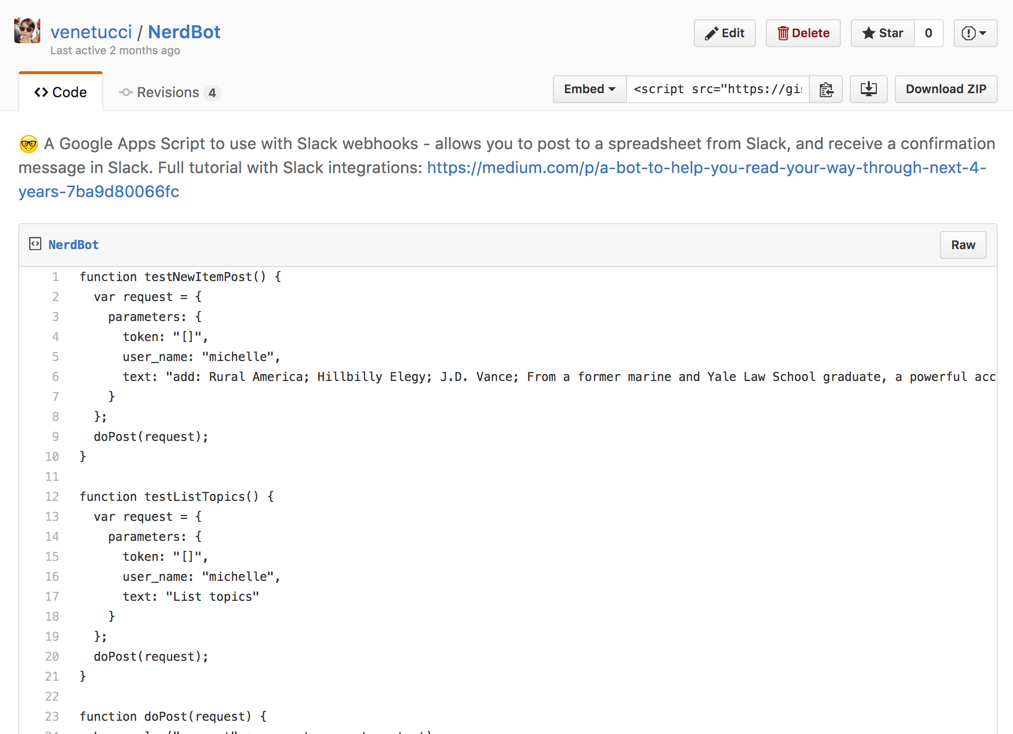 venetucci / NerdBot
Last active 2 months ago
Edit
Delete
Star
0
Code
Revisions 4
Embed
<script src="https://gi
Download ZIP
🤓 A Google Apps Script to use with Slack webhooks - allows you to post to a spreadsheet from Slack, and receive a confirmation
message in Slack. Full tutorial with Slack integrations: https://medium.com/p/a-bot-to-help-you-read-your-way-through-next-4-
years-7ba9d80066fc
NerdBot
Raw
1 function testNewItemPost() {
2 var request = {
3 parameters: {
4 token: "[]",
5 user_name: "michelle",
6 text: "add: Rural America; Hillbilly Elegy; J.D. Vance; From a former marine and Yale Law School graduate, a powerful acc
7 }
8 };
9 doPost(request);
10 }
11
12 function testListTopics() {
13 var request = {
14 parameters: {
15 token: "[]",
16 user_name: "michelle",
17 text: "List topics"
18 }
19 };
20 doPost(request);
21 }
22
23 function doPost(request) {